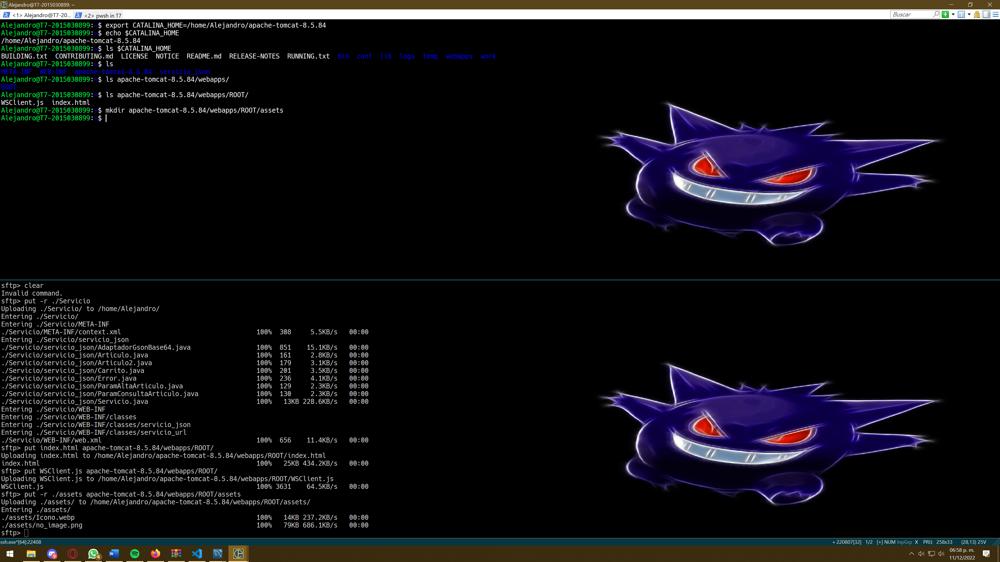 Alejandro@T7-2015030899: ~
<1> Alejandro@T7-20...
<2> pwsh in T7
Buscar
Alejandro@T7-2015030899:~$ export CATALINA_HOME=/home/Alejandro/apache-tomcat-8.5.84
Alejandro@T7-2015030899:~$ echo $CATALINA_HOME
/home/Alejandro/apache-tomcat-8.5.84
Alejandro@T7-2015030899:~$ ls $CATALINA_HOME
BUILDING.txt  CONTRIBUTING.md  LICENSE  NOTICE  README.md  RELEASE-NOTES  RUNNING.txt  bin  conf  lib  logs  temp  webapps  work
Alejandro@T7-2015030899:~$ ls
META-INF  WEB-INF  apache-tomcat-8.5.84  servicio_json
Alejandro@T7-2015030899:~$ ls apache-tomcat-8.5.84/webapps/
ROOT
Alejandro@T7-2015030899:~$ ls apache-tomcat-8.5.84/webapps/ROOT/
WSClient.js  index.html
Alejandro@T7-2015030899:~$ mkdir apache-tomcat-8.5.84/webapps/ROOT/assets
Alejandro@T7-2015030899:~$
sftp> clear
Invalid command.
sftp> put -r ./Servicio
Uploading ./Servicio/ to /home/Alejandro/
Entering ./Servicio/
Entering ./Servicio/META-INF
./Servicio/META-INF/context.xml 100% 308 5.5KB/s 00:00
Entering ./Servicio/servicio_json
./Servicio/servicio_json/AdaptadorGsonBase64.java 100% 851 15.1KB/s 00:00
./Servicio/servicio_json/Articulo.java 100% 161 2.8KB/s 00:00
./Servicio/servicio_json/Articulo2.java 100% 179 3.1KB/s 00:00
./Servicio/servicio_json/Carrito.java 100% 201 3.5KB/s 00:00
./Servicio/servicio_json/Error.java 100% 236 4.1KB/s 00:00
./Servicio/servicio_json/ParamAltaArticulo.java 100% 129 2.3KB/s 00:00
./Servicio/servicio_json/ParamConsultaArticulo.java 100% 130 2.3KB/s 00:00
./Servicio/servicio_json/Servicio.java 100% 13KB 228.6KB/s 00:00
Entering ./Servicio/WEB-INF
Entering ./Servicio/WEB-INF/classes
Entering ./Servicio/WEB-INF/classes/servicio_json
Entering ./Servicio/WEB-INF/classes/servicio_url
./Servicio/WEB-INF/web.xml 100% 656 11.4KB/s 00:00
sftp> put index.html apache-tomcat-8.5.84/webapps/ROOT/
Uploading index.html to /home/Alejandro/apache-tomcat-8.5.84/webapps/ROOT/index.html
index.html 100% 25KB 434.2KB/s 00:00
sftp> put WSClient.js apache-tomcat-8.5.84/webapps/ROOT/
Uploading WSClient.js to /home/Alejandro/apache-tomcat-8.5.84/webapps/ROOT/WSClient.js
WSClient.js 100% 3631 64.5KB/s 00:00
sftp> put -r ./assets apache-tomcat-8.5.84/webapps/ROOT/assets
Uploading ./assets/ to /home/Alejandro/apache-tomcat-8.5.84/webapps/ROOT/assets/
Entering ./assets/
./assets/Icono.webp 100% 14KB 237.2KB/s 00:00
./assets/no_image.png 100% 79KB 686.1KB/s 00:00
sftp>
ssh.exe*[64]:22408
« 220807[32] 1/2 [+] NUM InpGrp X PRI↕ 258x33 (28,13) 25V
9
4
06:58 p. m.
11/12/2022